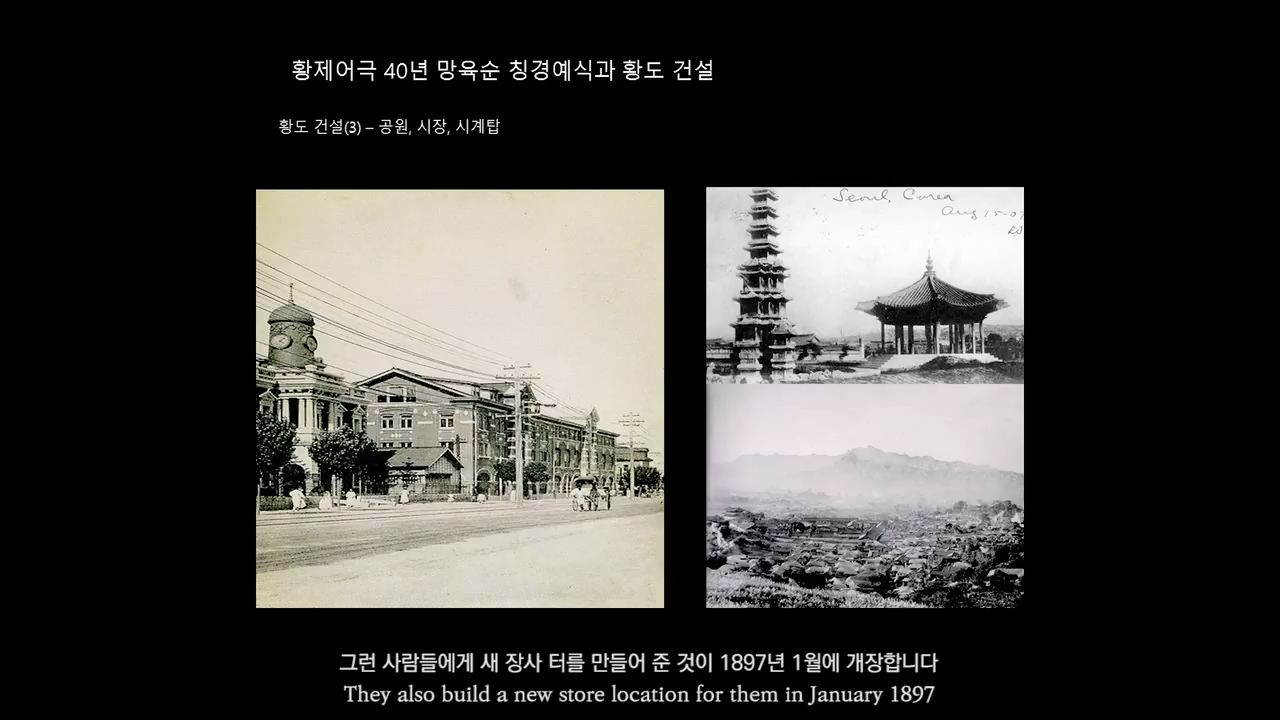 황제어극 40년 망육순 칭경예식과 황도 건설
황도 건설(3) – 공원, 시장, 시계탑
Seoul, Corea
Aug 15-07
그런 사람들에게 새 장사 터를 만들어 준 것이 1897년 1월에 개장합니다
They also build a new store location for them in January 1897